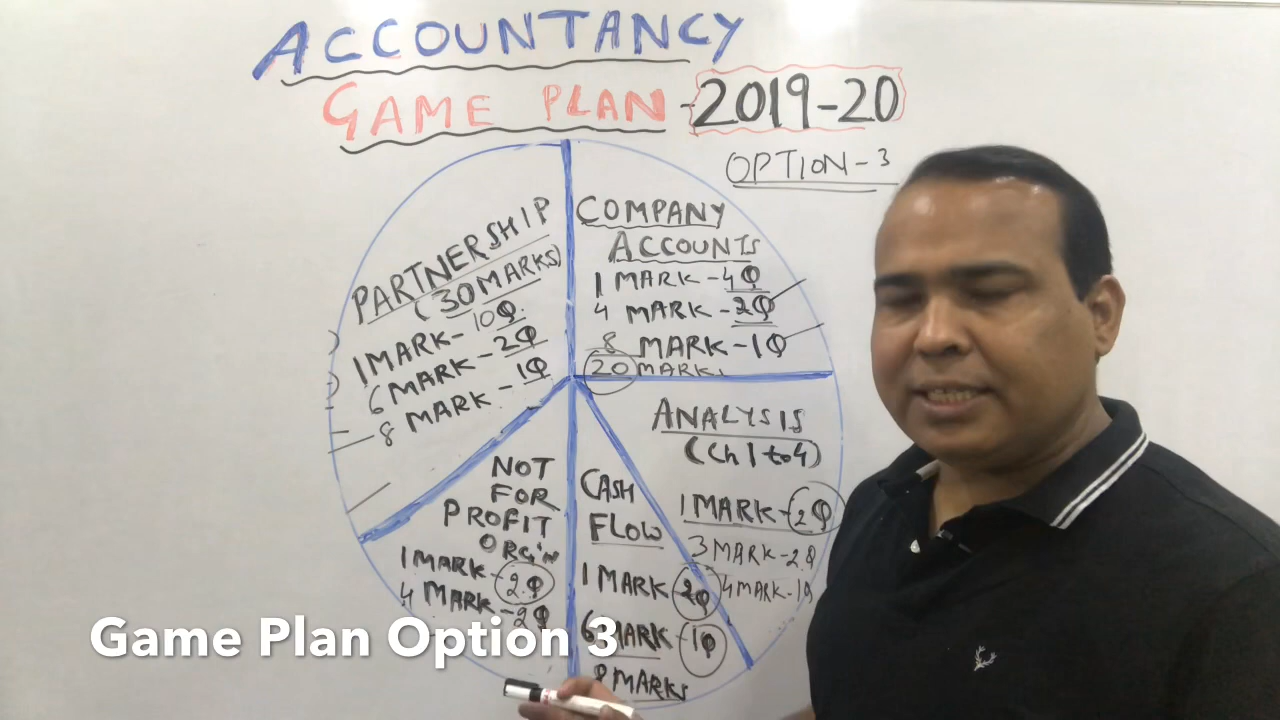 ACCOUNTANCY
GAME PLAN - 2019-20
OPTION - 3
PARTNERSHIP
(30 MARKS)
1 MARK - 10Q.
6 MARK - 2Q
8 MARK - 1Q
COMPANY
ACCOUNTS
1 MARK - 4Q
4 MARK - 2Q
8 MARK - 1Q
20 MARKS
ANALYSIS
(Ch 1 to 4)
1 MARK - 2Q
3 MARK - 2Q
4 MARK - 1Q
CASH
FLOW
1 MARK 2Q
6 MARK - 1Q
8 MARKS
NOT
FOR
PROFIT
ORG'N
1 MARK - 2Q
4 MARK - 2Q
Game Plan Option 3